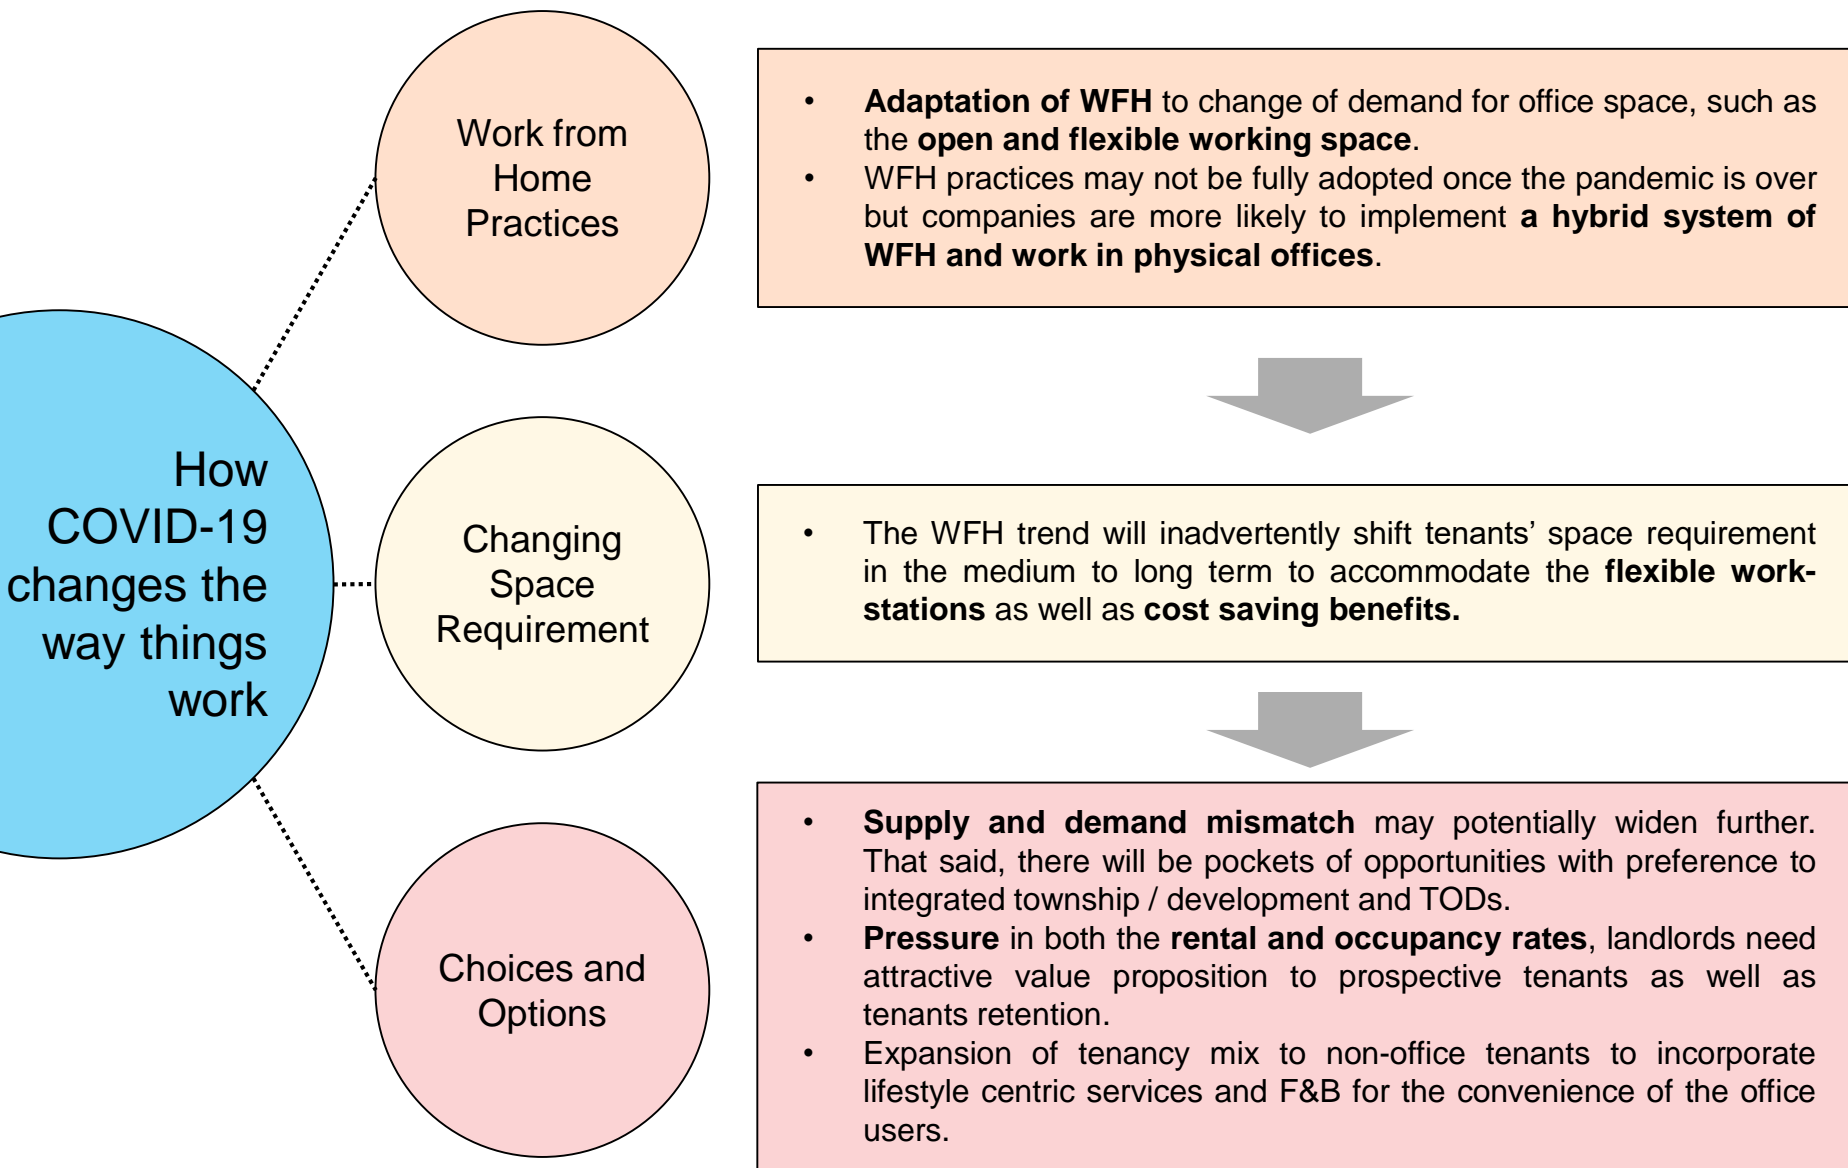 How
COVID-19
changes the
way things
work
Work from
Home
Practices
• Adaptation of WFH to change of demand for office space, such as
the open and flexible working space.
• WFH practices may not be fully adopted once the pandemic is over
but companies are more likely to implement a hybrid system of
WFH and work in physical offices.
Changing
Space
Requirement
• The WFH trend will inadvertently shift tenants’ space requirement
in the medium to long term to accommodate the flexible work-
stations as well as cost saving benefits.
Choices and
Options
• Supply and demand mismatch may potentially widen further.
That said, there will be pockets of opportunities with preference to
integrated township / development and TODs.
• Pressure in both the rental and occupancy rates, landlords need
attractive value proposition to prospective tenants as well as
tenants retention.
• Expansion of tenancy mix to non-office tenants to incorporate
lifestyle centric services and F&B for the convenience of the office
users.